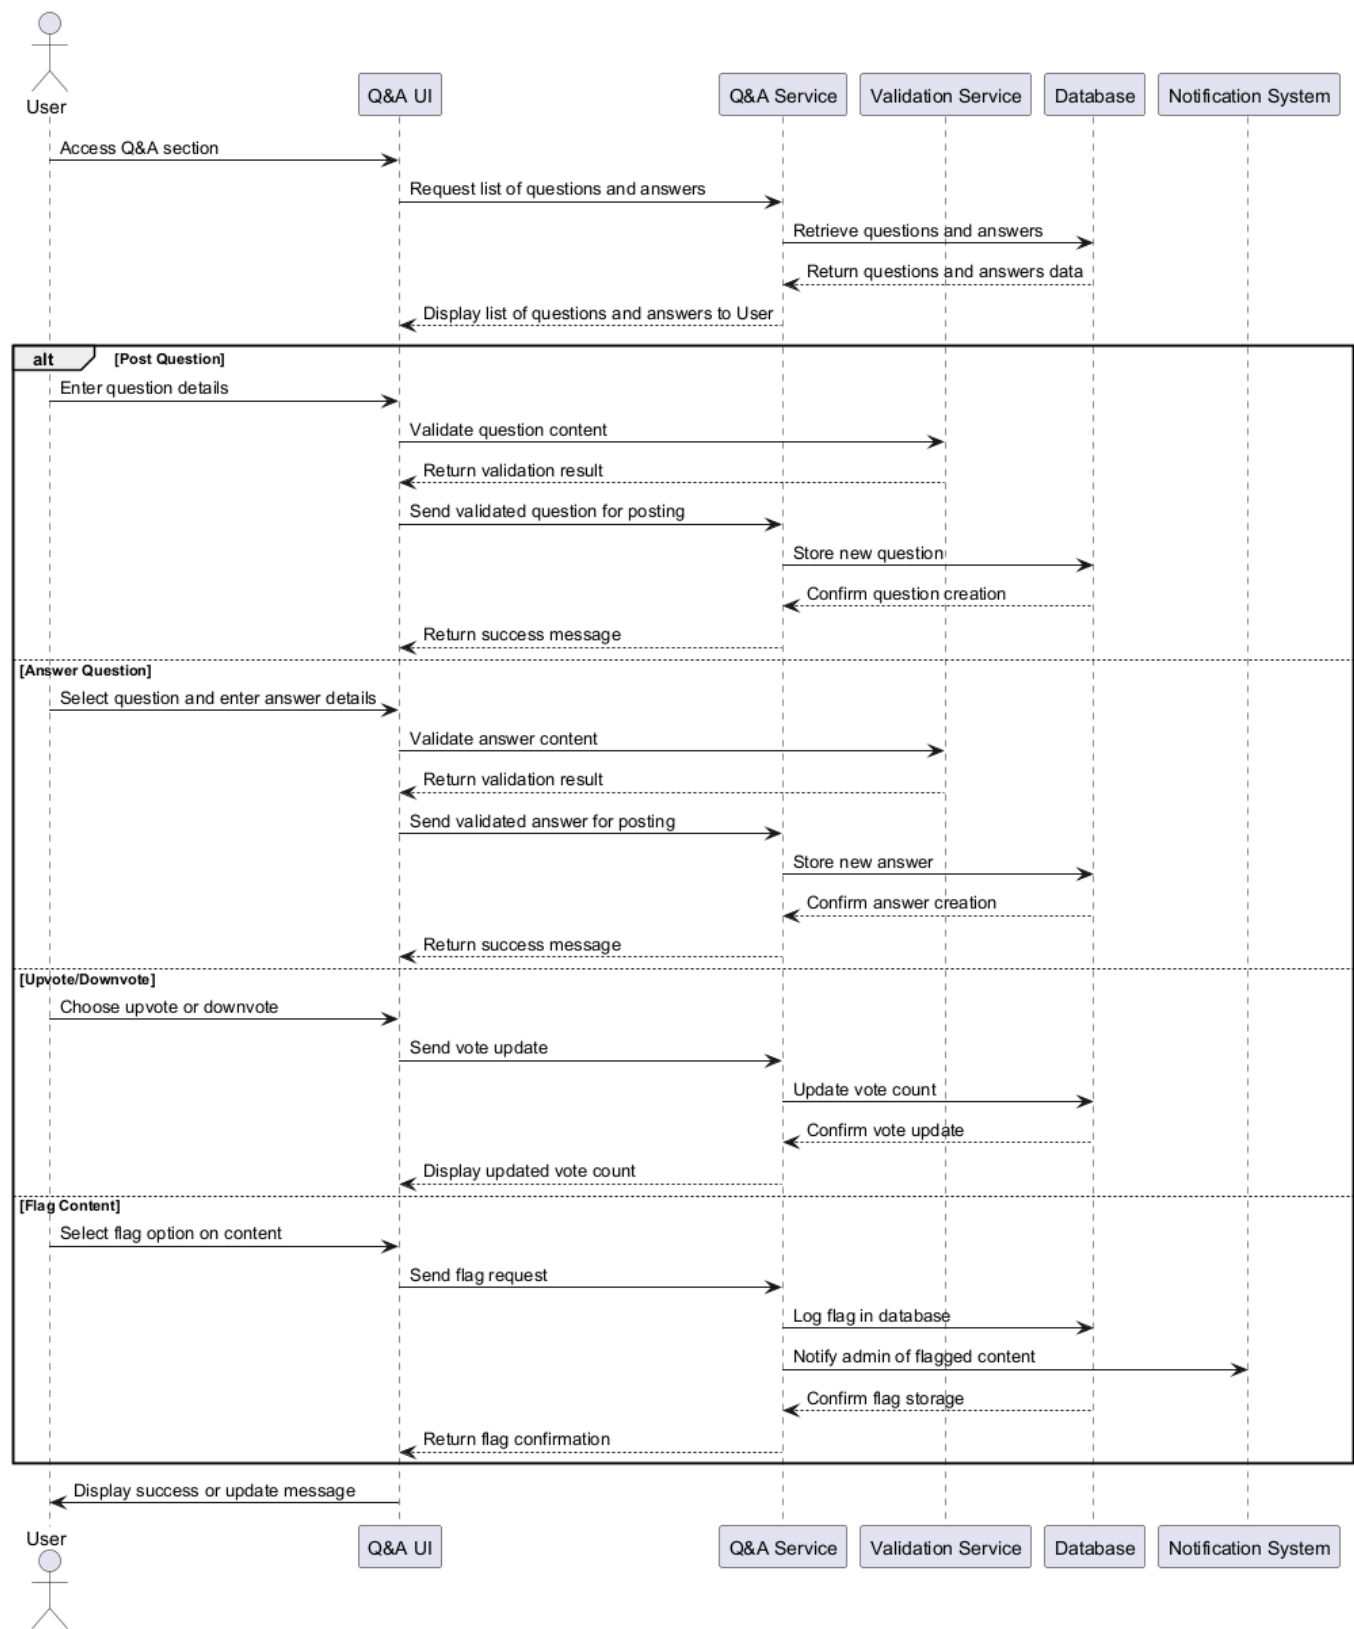 User
Q&A UI
Q&A Service
Validation Service
Database
Notification System
Access Q&A section
Request list of questions and answers
Retrieve questions and answers
Return questions and answers data
Display list of questions and answers to User
alt
[Post Question]
Enter question details
Validate question content
Return validation result
Send validated question for posting
Store new question
Confirm question creation
Return success message
[Answer Question]
Select question and enter answer details
Validate answer content
Return validation result
Send validated answer for posting
Store new answer
Confirm answer creation
Return success message
[Upvote/Downvote]
Choose upvote or downvote
Send vote update
Update vote count
Confirm vote update
Display updated vote count
[Flag Content]
Select flag option on content
Send flag request
Log flag in database
Notify admin of flagged content
Confirm flag storage
Return flag confirmation
Display success or update message
User
Q&A UI
Q&A Service
Validation Service
Database
Notification System